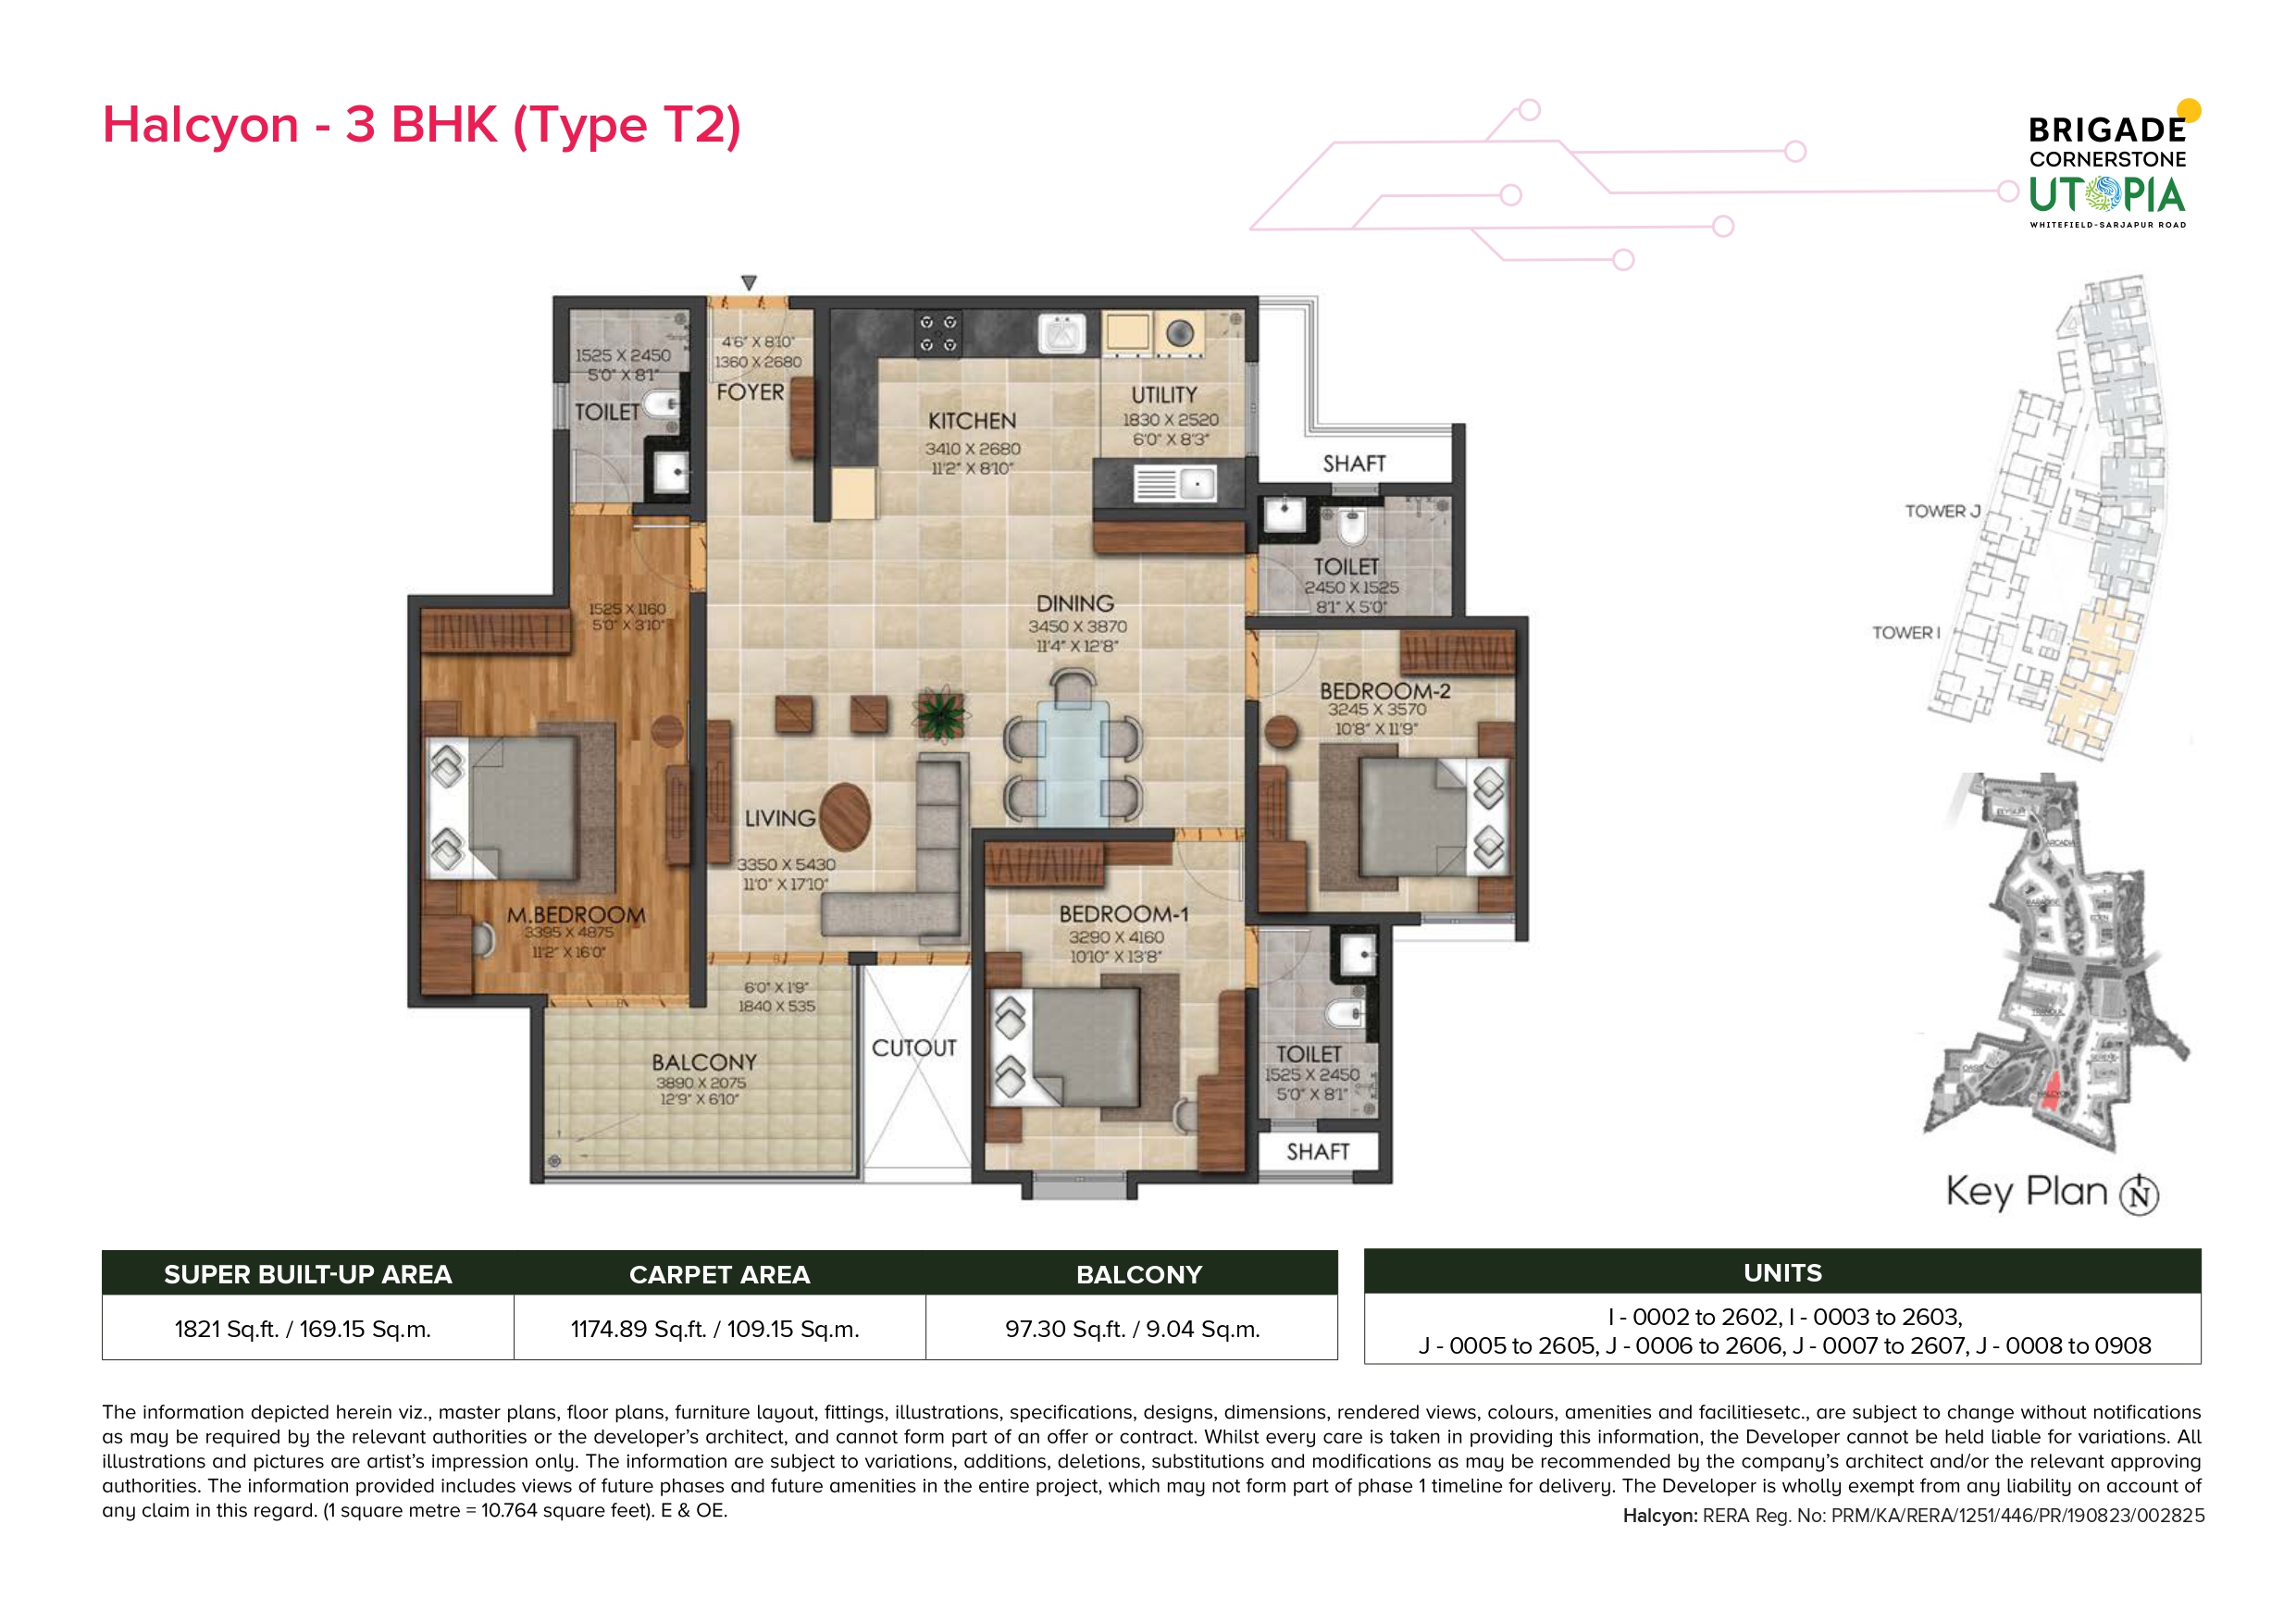 Halcyon - 3 BHK (Type T2)
BRIGADE
CORNERSTONE
UTOPIA
WHITEFIELD-SARJAPUR ROAD
1525 X 2450
5'0" X 8'1"
TOILET
4'6" X 8'10"
1360 X 2680
FOYER
KITCHEN
3410 X 2680
11'2" X 8'10"
UTILITY
1830 X 2520
6'0" X 8'3"
SHAFT
TOILET
2450 X 1525
8'1" X 5'0"
1525 X 1160
5'0" X 3'10"
DINING
3450 X 3870
11'4" X 12'8"
BEDROOM-2
3245 X 3570
10'8" X 11'9"
LIVING
3350 X 5430
11'0" X 17'10"
M.BEDROOM
3395 X 4875
11'2" X 16'0"
BEDROOM-1
3290 X 4160
10'10" X 13'8"
6'0" X 1'9"
1840 X 535
BALCONY
3890 X 2075
12'9" X 6'10"
CUTOUT
TOILET
1525 X 2450
5'0" X 8'1"
SHAFT
TOWER J
TOWER I
ARCADIA
EDEN
Key Plan N
SUPER BUILT-UP AREA CARPET AREA BALCONY
1821 Sq.ft. / 169.15 Sq.m. 1174.89 Sq.ft. / 109.15 Sq.m. 97.30 Sq.ft. / 9.04 Sq.m.
UNITS
I - 0002 to 2602, I - 0003 to 2603,
J - 0005 to 2605, J - 0006 to 2606, J - 0007 to 2607, J - 0008 to 0908
The information depicted herein viz., master plans, floor plans, furniture layout, fittings, illustrations, specifications, designs, dimensions, rendered views, colours, amenities and facilitiesetc., are subject to change without notifications
as may be required by the relevant authorities or the developer's architect, and cannot form part of an offer or contract. Whilst every care is taken in providing this information, the Developer cannot be held liable for variations. All
illustrations and pictures are artist's impression only. The information are subject to variations, additions, deletions, substitutions and modifications as may be recommended by the company's architect and/or the relevant approving
authorities. The information provided includes views of future phases and future amenities in the entire project, which may not form part of phase 1 timeline for delivery. The Developer is wholly exempt from any liability on account of
any claim in this regard. (1 square metre = 10.764 square feet). E & OE.
Halcyon: RERA Reg. No: PRM/KA/RERA/1251/446/PR/190823/002825